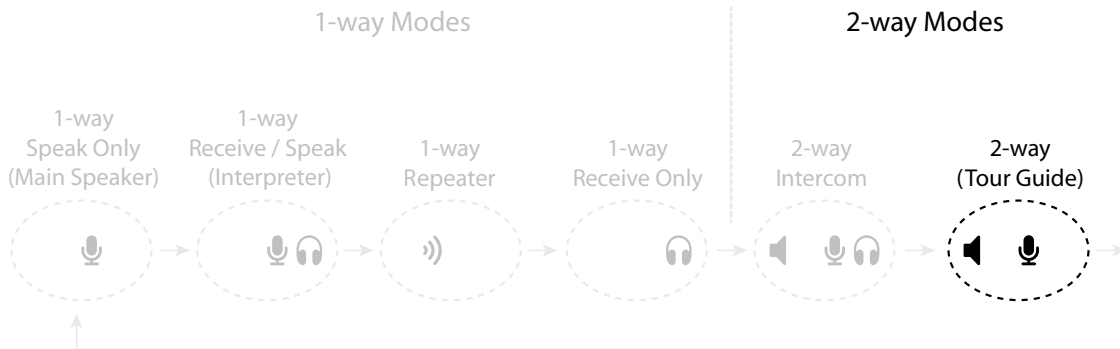 1-way Modes
2-way Modes
1-way
Speak Only
(Main Speaker)
1-way
Receive / Speak
(Interpreter)
1-way
Repeater
1-way
Receive Only
2-way
Intercom
2-way
(Tour Guide)